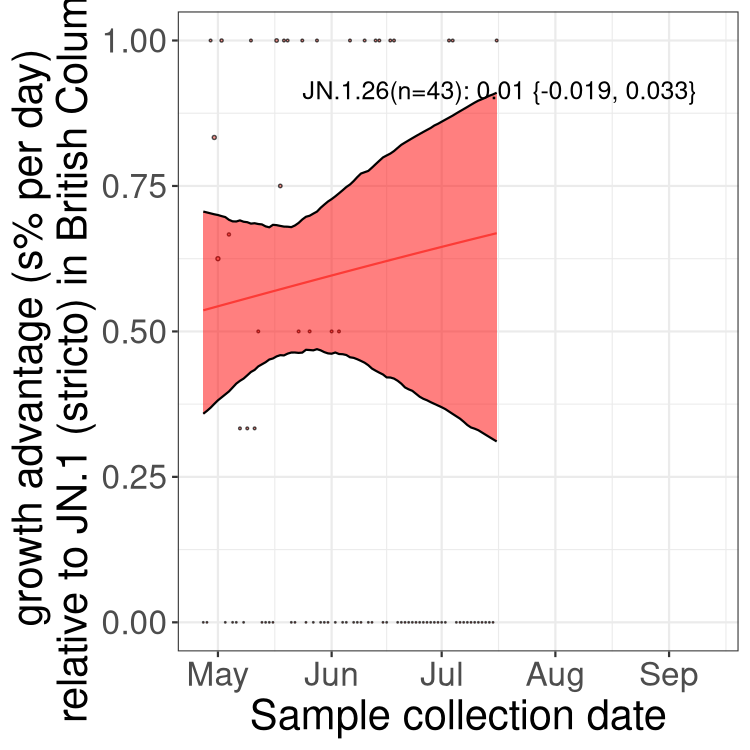 growth advantage (s% per day)
relative to JN.1 (stricto) in British Colum
1.00
0.75
0.50
0.25
0.00
JN.1.26(n=43): 0.01 {-0.019, 0.033}
May Jun Jul Aug Sep
Sample collection date